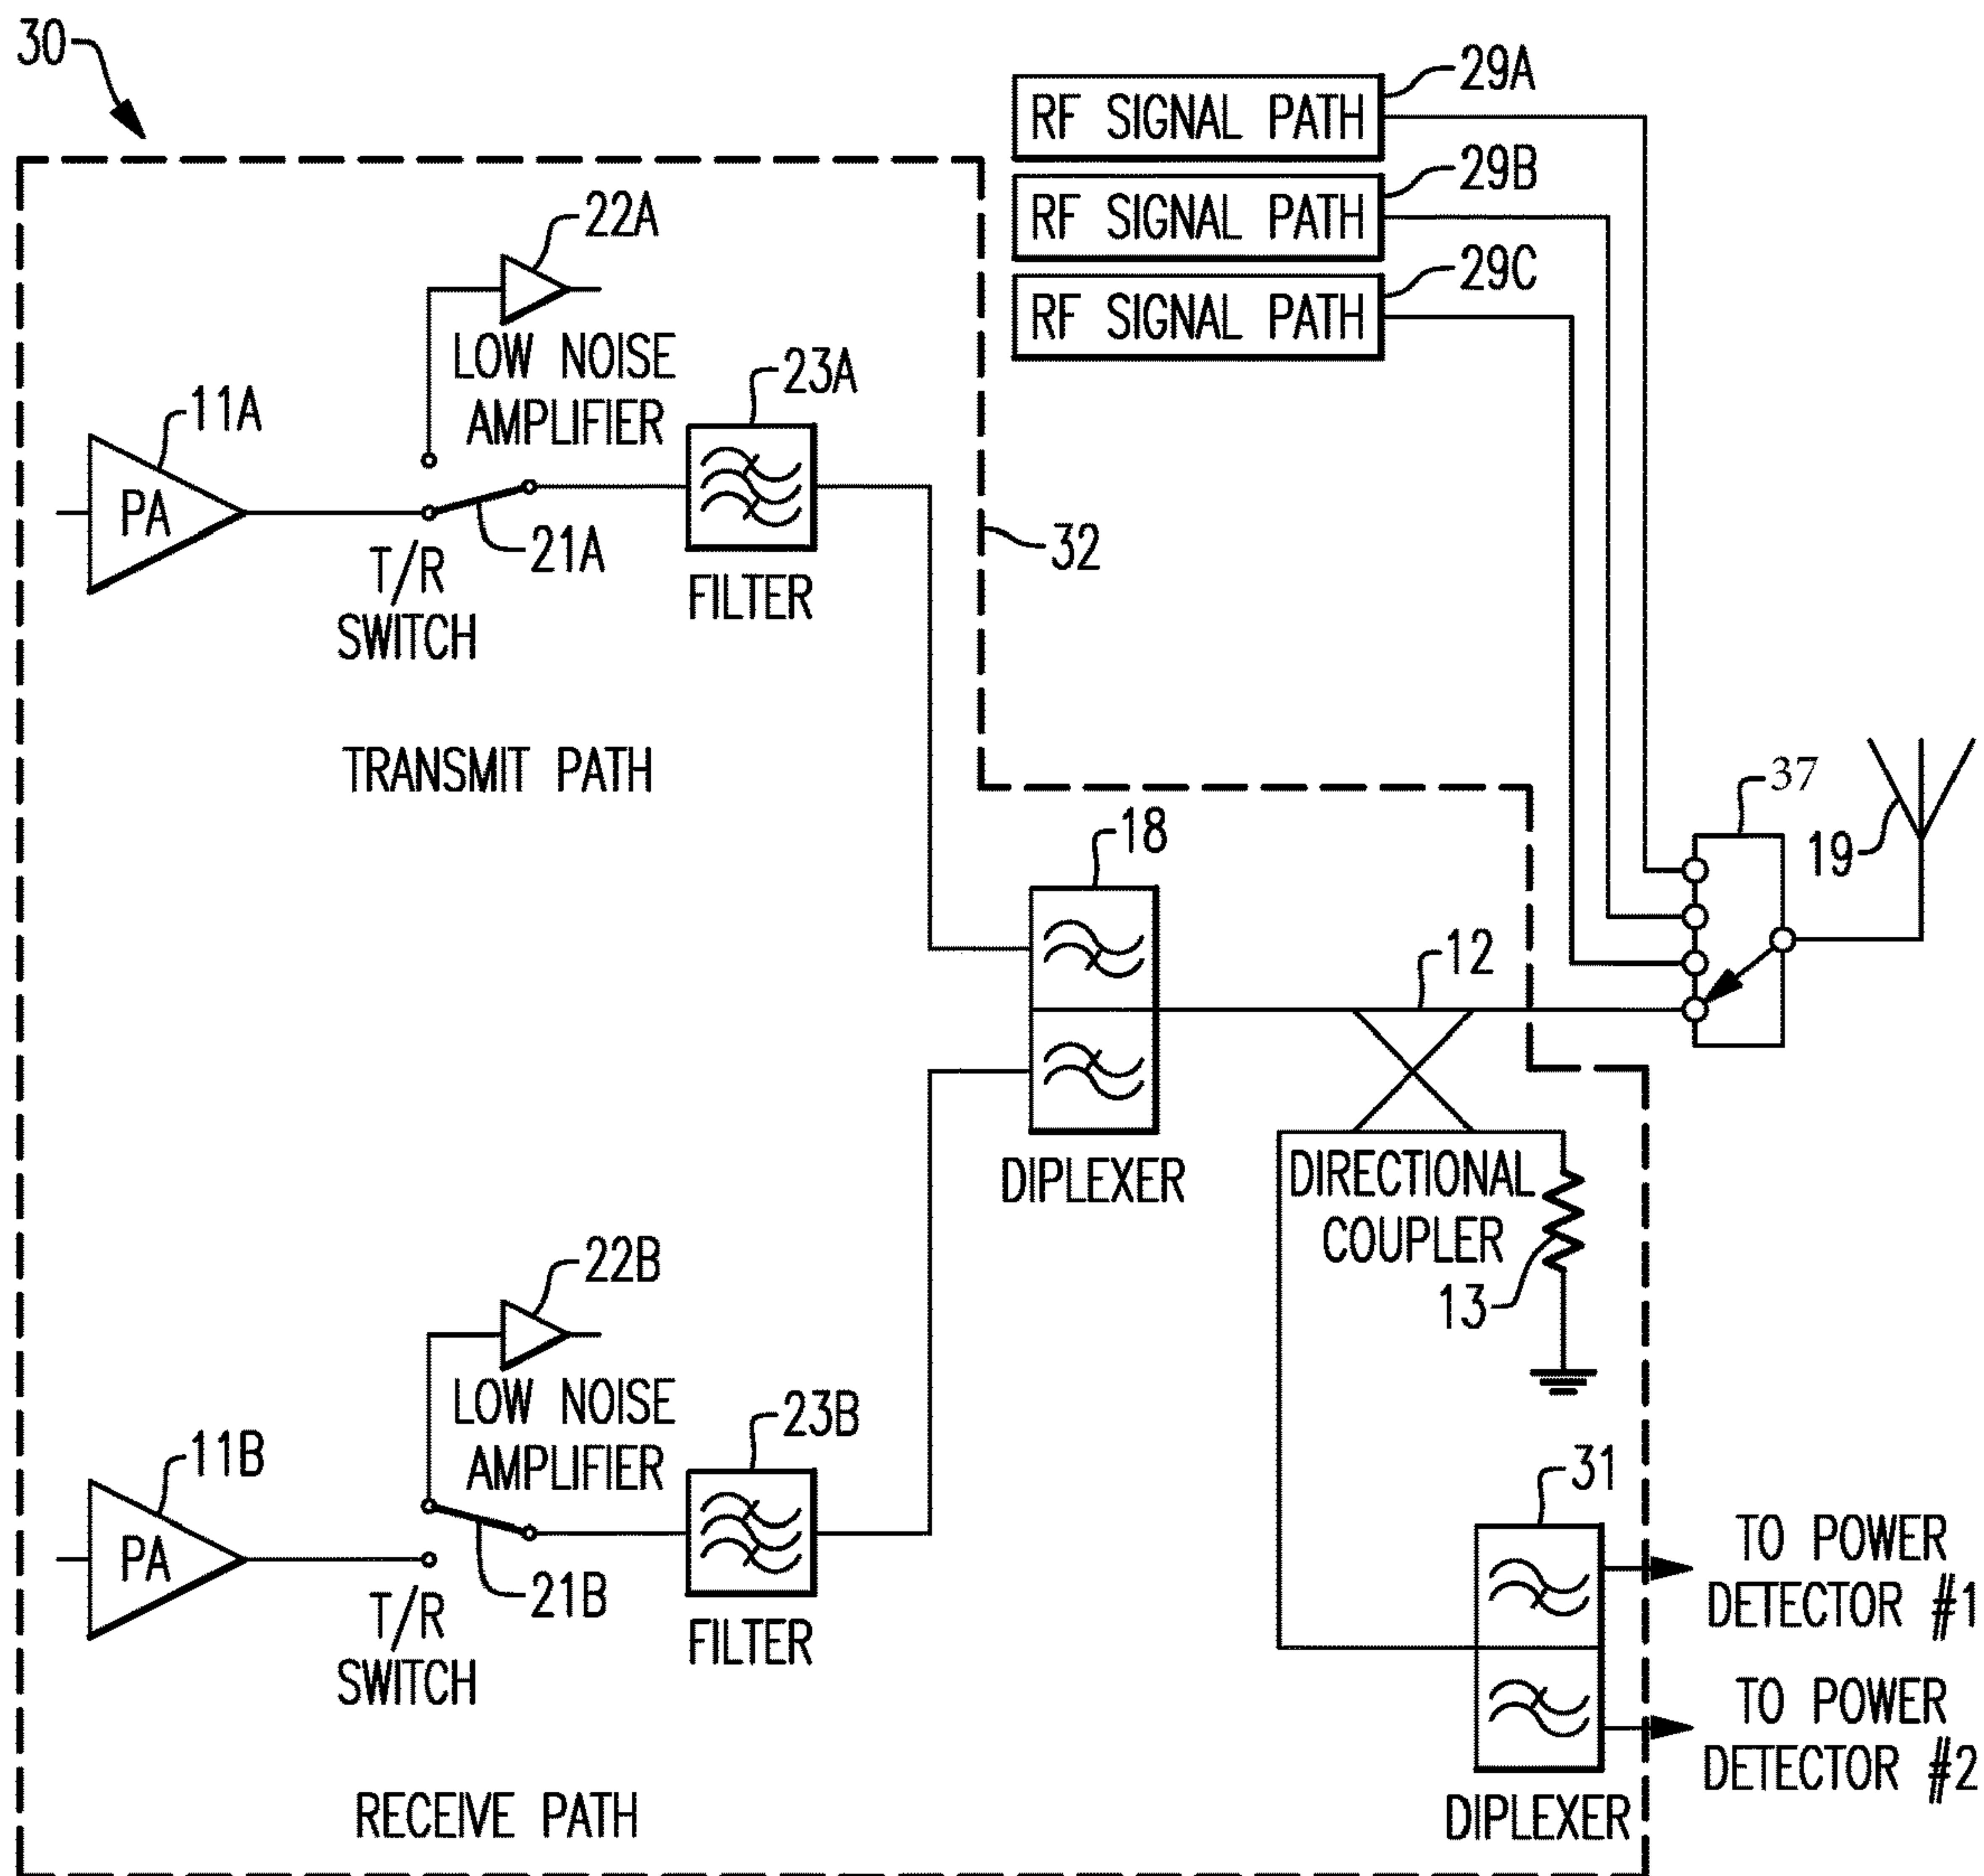 30
RF SIGNAL PATH
29A
RF SIGNAL PATH
29B
RF SIGNAL PATH
29C
22A
LOW NOISE
AMPLIFIER
23A
11A
PA
21A
T/R
SWITCH
FILTER
32
TRANSMIT PATH
37
19
18
12
DIPLEXER
DIRECTIONAL
COUPLER
13
22B
LOW NOISE
AMPLIFIER
23B
11B
PA
21B
T/R
SWITCH
FILTER
31
TO POWER
DETECTOR #1
TO POWER
DETECTOR #2
DIPLEXER
RECEIVE PATH